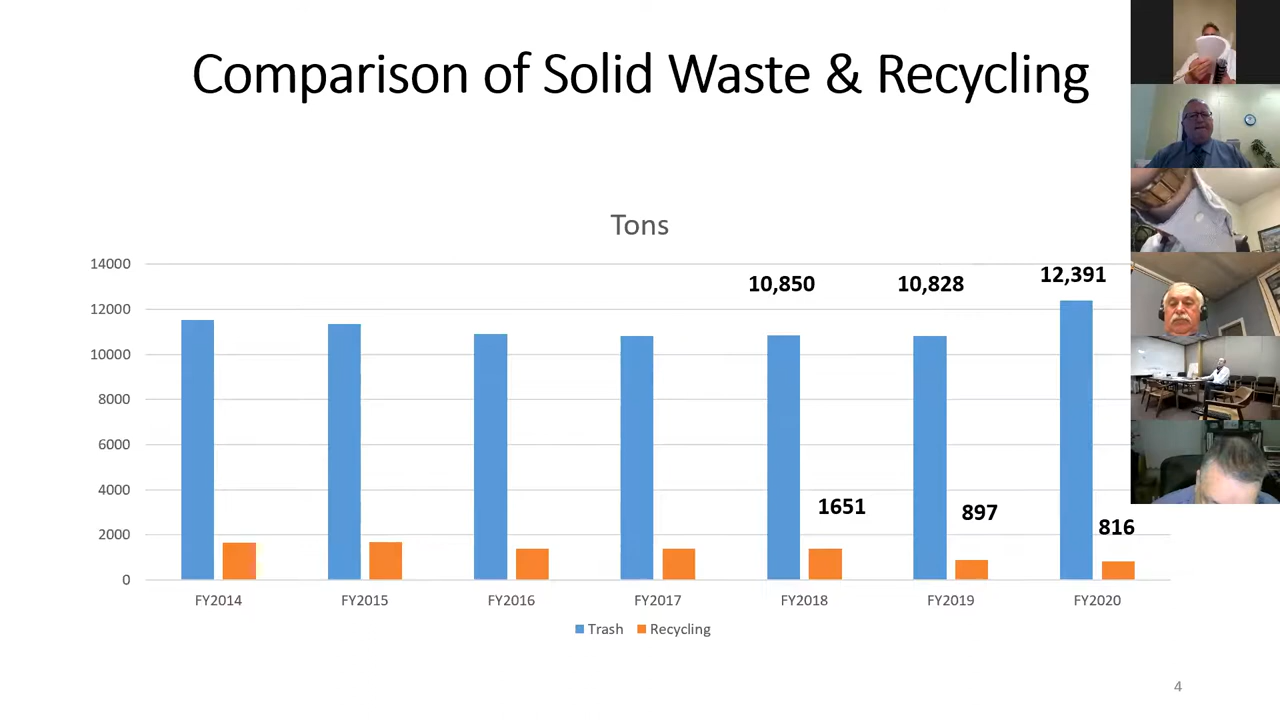 Comparison of Solid Waste & Recycling
Tons
14000
12000
10000
8000
6000
4000
2000
0
10,850
10,828
12,391
1651
897
816
FY2014
FY2015
FY2016
FY2017
FY2018
FY2019
FY2020
Trash
Recycling
4